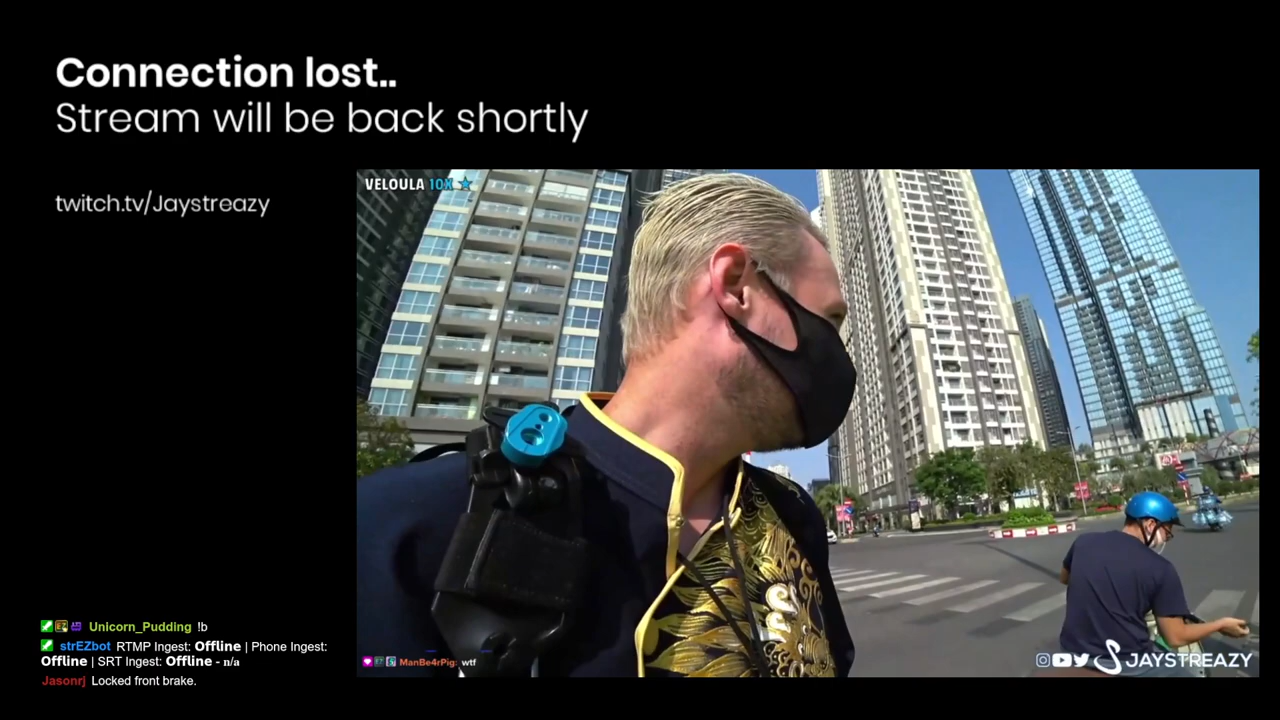 Connection lost..
Stream will be back shortly
twitch.tv/Jaystreazy
VELOULA 10X
Unicorn_Pudding !b
strEZbot RTMP Ingest: Offline | Phone Ingest:
Offline | SRT Ingest: Offline - n/a
Jasonrj Locked front brake.
ManBe4rPig: wtf
JAYSTREAZY